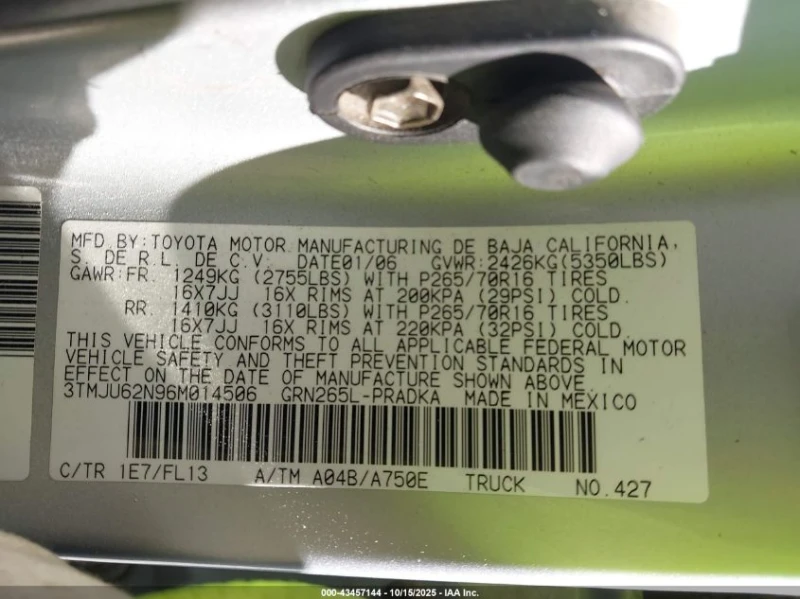 MFD BY: TOYOTA MOTOR MANUFACTURING DE BAJA CALIFORNIA,
S. DE R.L. DE C.V. DATE01/06 GVWR:2426KG(5350LBS)
GAWR:FR. 1249KG (2755LBS) WITH P265/70R16 TIRES
16X7JJ 16X RIMS AT 200KPA (29PSI) COLD.
RR. 1410KG (3110LBS) WITH P265/70R16 TIRES
16X7JJ 16X RIMS AT 220KPA (32PSI) COLD.
THIS VEHICLE CONFORMS TO ALL APPLICABLE FEDERAL MOTOR
VEHICLE SAFETY AND THEFT PREVENTION STANDARDS IN
EFFECT ON THE DATE OF MANUFACTURE SHOWN ABOVE.
3TMJU62N96M014506 GRN265L-PRADKA MADE IN MEXICO
C/TR 1E7/FL13 A/TM A04B/A750E TRUCK NO.427
000-43457144 - 10/15/2025 - IAA Inc.